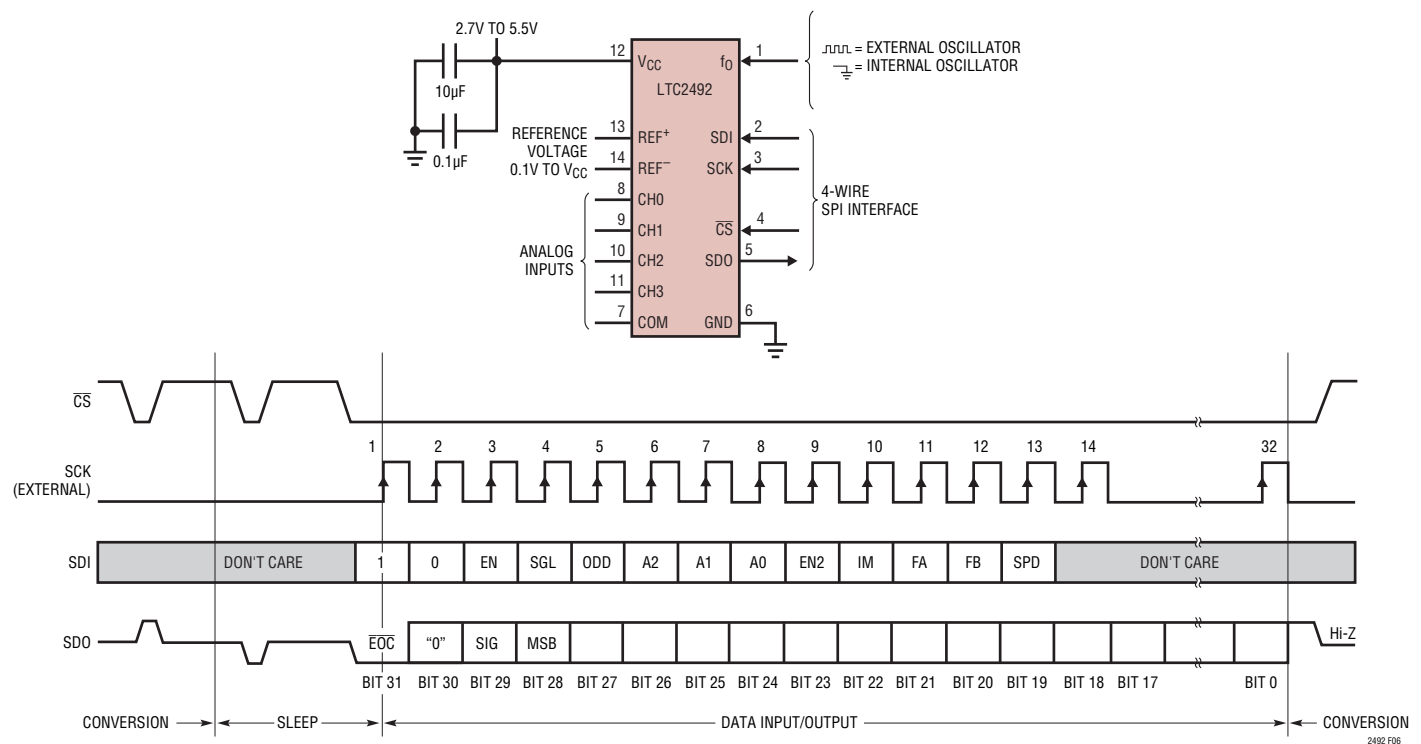 2.7V TO 5.5V
10µF
0.1µF
REFERENCE
VOLTAGE
0.1V TO VCC
ANALOG
INPUTS
12
13
14
8
9
10
11
7
VCC
REF+
REF−
CH0
CH1
CH2
CH3
COM
LTC2492
fO
SDI
SCK
CS
SDO
GND
1
2
3
4
5
6
= EXTERNAL OSCILLATOR
= INTERNAL OSCILLATOR
4-WIRE
SPI INTERFACE
CS
1 2 3 4 5 6 7 8 9 10 11 12 13 14 32
SCK
(EXTERNAL)
SDI DON'T CARE 1 0 EN SGL ODD A2 A1 A0 EN2 IM FA FB SPD DON'T CARE
SDO EOC “0” SIG MSB Hi-Z
BIT 31 BIT 30 BIT 29 BIT 28 BIT 27 BIT 26 BIT 25 BIT 24 BIT 23 BIT 22 BIT 21 BIT 20 BIT 19 BIT 18 BIT 17 BIT 0
CONVERSION SLEEP DATA INPUT/OUTPUT CONVERSION
2492 F06